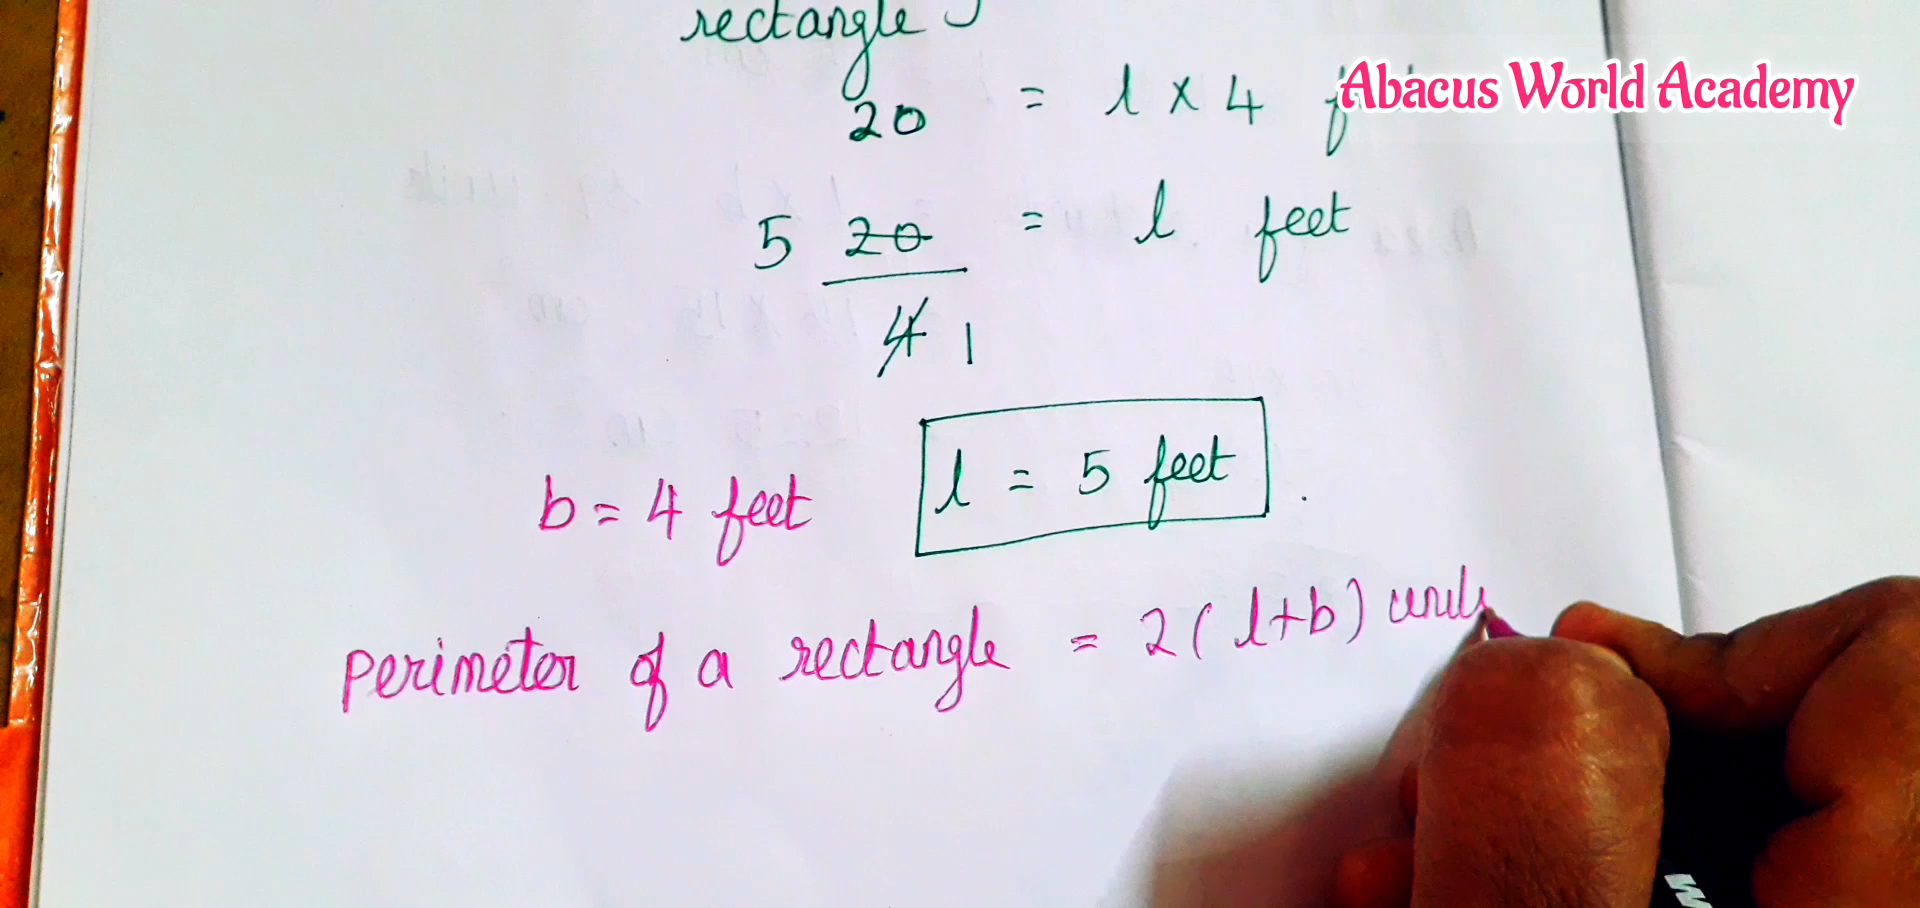 rectangle
Abacus World Academy
20 = l x 4
5 20 = l feet
4 1
b = 4 feet l = 5 feet
Perimeter of a rectangle = 2 ( l + b ) units